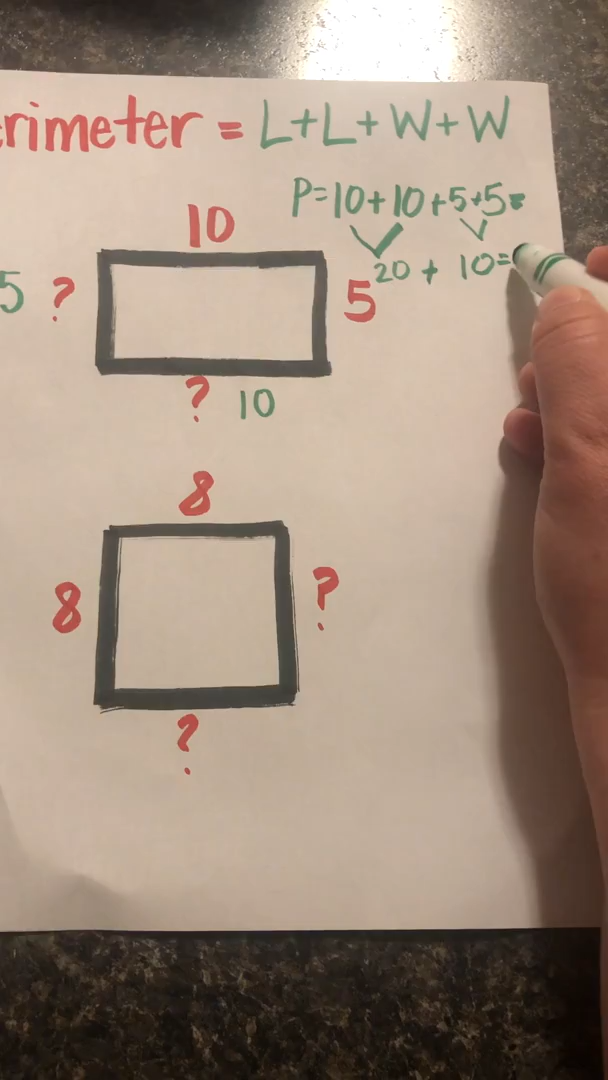 rimeter = L+L+W+W
P=10+10+5+5=
20 + 10=
10
5 ? 5
? 10
8
8 ?
?